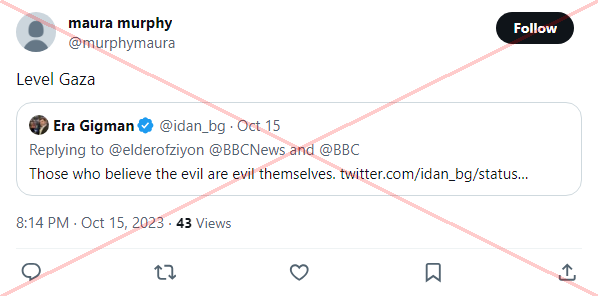 maura murphy
@murphymaura
Follow
Level Gaza
Era Gigman @idan_bg · Oct 15
Replying to @elderofziyon @BBCNews and @BBC
Those who believe the evil are evil themselves. twitter.com/idan_bg/status...
8:14 PM · Oct 15, 2023 · 43 Views